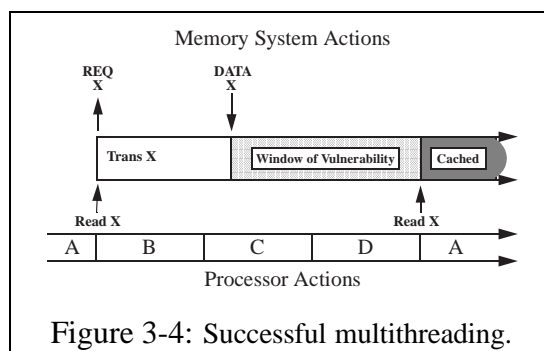 Memory System Actions
REQ
X
DATA
X
Trans X
Window of Vulnerability
Cached
Read X
Read X
A
B
C
D
A
Processor Actions
Figure 3-4: Successful multithreading.